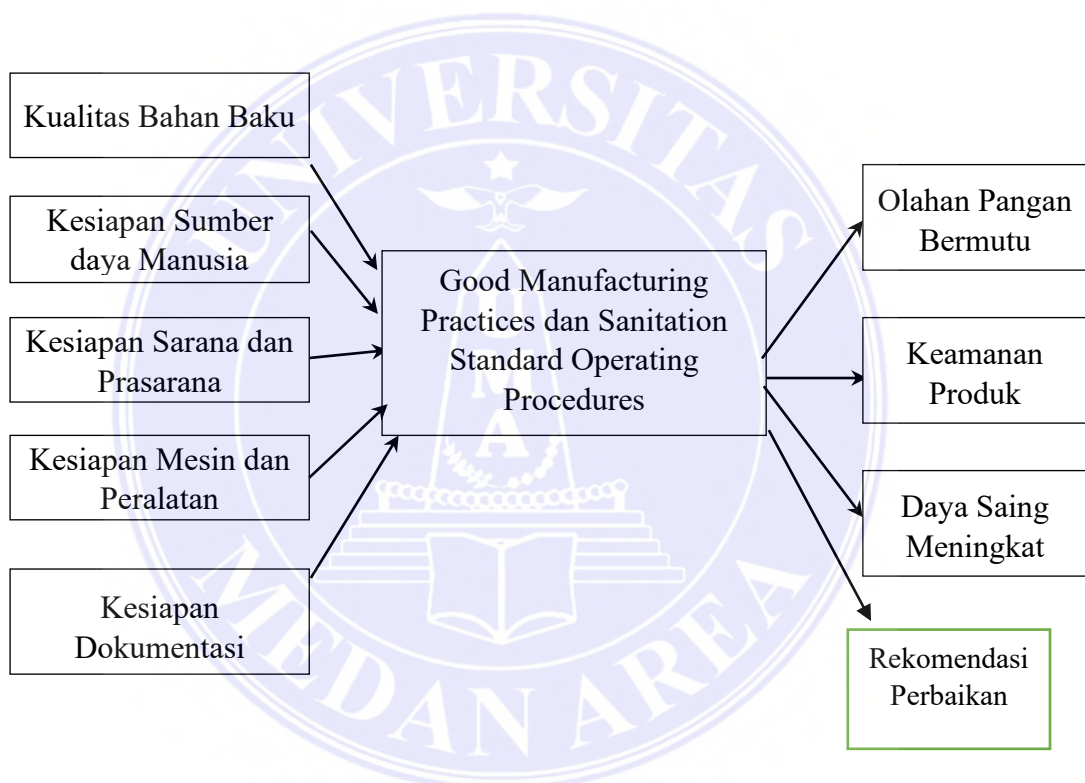 UNIVERSITAS
Kualitas Bahan Baku
Kesiapan Sumber
daya Manusia
Kesiapan Sarana dan
Prasarana
Kesiapan Mesin dan
Peralatan
Kesiapan
Dokumentasi
Good Manufacturing
Practices dan Sanitation
Standard Operating
Procedures
U
M
A
Olahan Pangan
Bermutu
Keamanan
Produk
Daya Saing
Meningkat
Rekomendasi
Perbaikan
MEDAN AREA